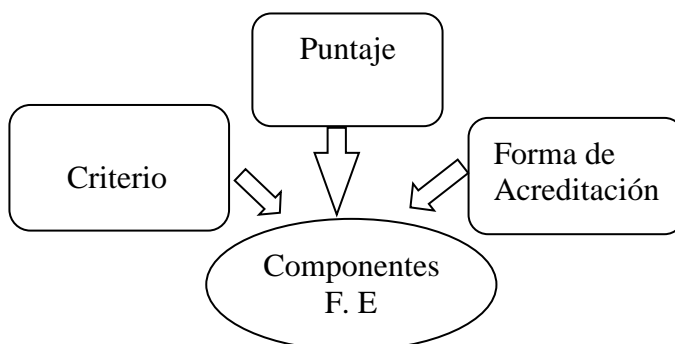 Puntaje
Criterio
Forma de
Acreditación
Componentes
F. E